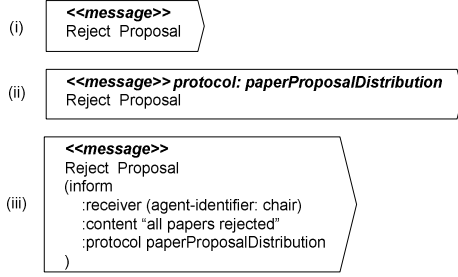 (i)
<<message>>
Reject Proposal
(ii)
<<message>> protocol: paperProposalDistribution
Reject Proposal
(iii)
<<message>>
Reject Proposal
(inform
:receiver (agent-identifier: chair)
:content “all papers rejected”
:protocol paperProposalDistribution
)